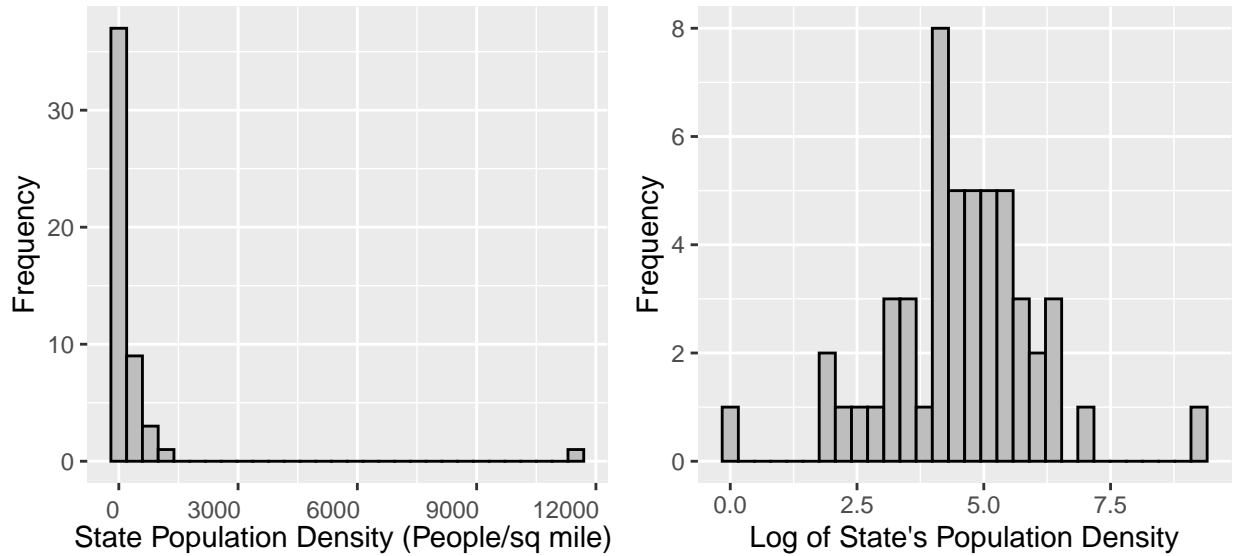 Frequency
30
20
10
0
0 3000 6000 9000 12000
State Population Density (People/sq mile)
Frequency
8
6
4
2
0
0.0 2.5 5.0 7.5
Log of State's Population Density